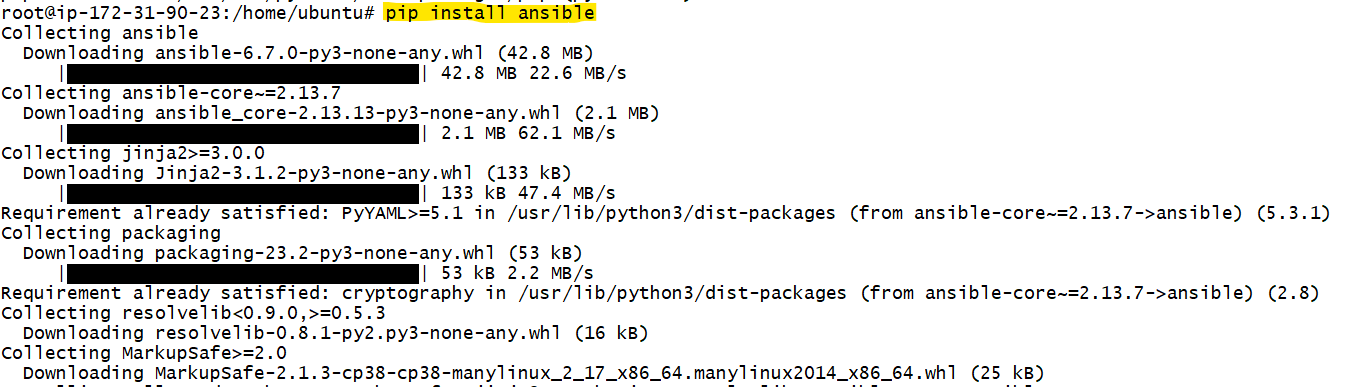 root@ip-172-31-90-23:/home/ubuntu# pip install ansible
Collecting ansible
  Downloading ansible-6.7.0-py3-none-any.whl (42.8 MB)
     |████████████████████████████████| 42.8 MB 22.6 MB/s
Collecting ansible-core~=2.13.7
  Downloading ansible_core-2.13.13-py3-none-any.whl (2.1 MB)
     |████████████████████████████████| 2.1 MB 62.1 MB/s
Collecting jinja2>=3.0.0
  Downloading Jinja2-3.1.2-py3-none-any.whl (133 kB)
     |████████████████████████████████| 133 kB 47.4 MB/s
Requirement already satisfied: PyYAML>=5.1 in /usr/lib/python3/dist-packages (from ansible-core~=2.13.7->ansible) (5.3.1)
Collecting packaging
  Downloading packaging-23.2-py3-none-any.whl (53 kB)
     |████████████████████████████████| 53 kB 2.2 MB/s
Requirement already satisfied: cryptography in /usr/lib/python3/dist-packages (from ansible-core~=2.13.7->ansible) (2.8)
Collecting resolvelib<0.9.0,>=0.5.3
  Downloading resolvelib-0.8.1-py2.py3-none-any.whl (16 kB)
Collecting MarkupSafe>=2.0
  Downloading MarkupSafe-2.1.3-cp38-cp38-manylinux_2_17_x86_64.manylinux2014_x86_64.whl (25 kB)